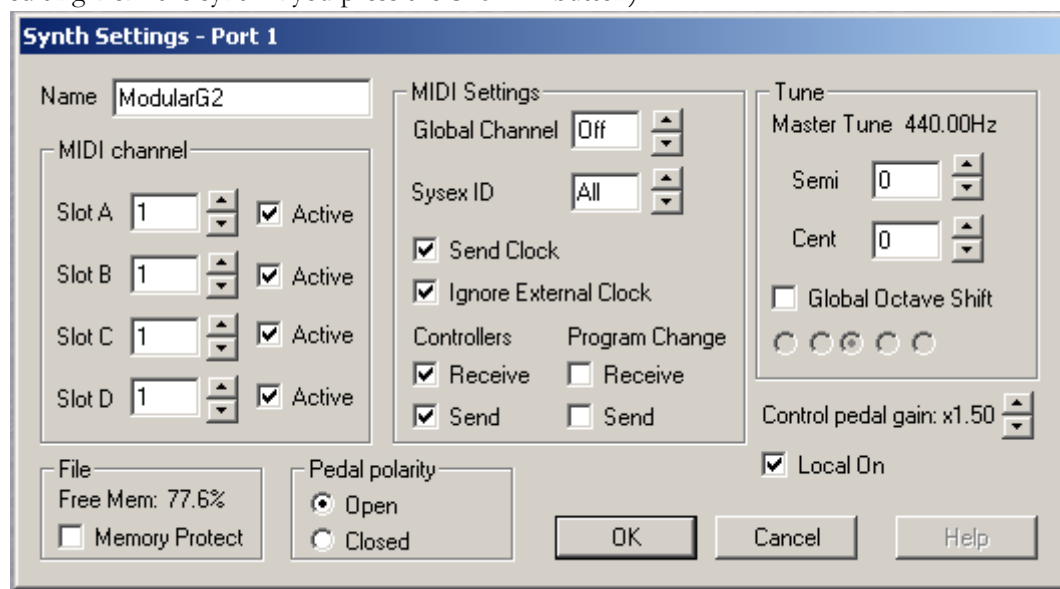 Synth Settings - Port 1
Name ModularG2
MIDI channel
Slot A 1 Active
Slot B 1 Active
Slot C 1 Active
Slot D 1 Active
File
Free Mem: 77.6%
Memory Protect
Pedal polarity
Open
Closed
MIDI Settings
Global Channel Off
Sysex ID All
Send Clock
Ignore External Clock
Controllers Program Change
Receive Receive
Send Send
Tune
Master Tune 440.00Hz
Semi 0
Cent 0
Global Octave Shift
Control pedal gain: x1.50
Local On
OK Cancel Help